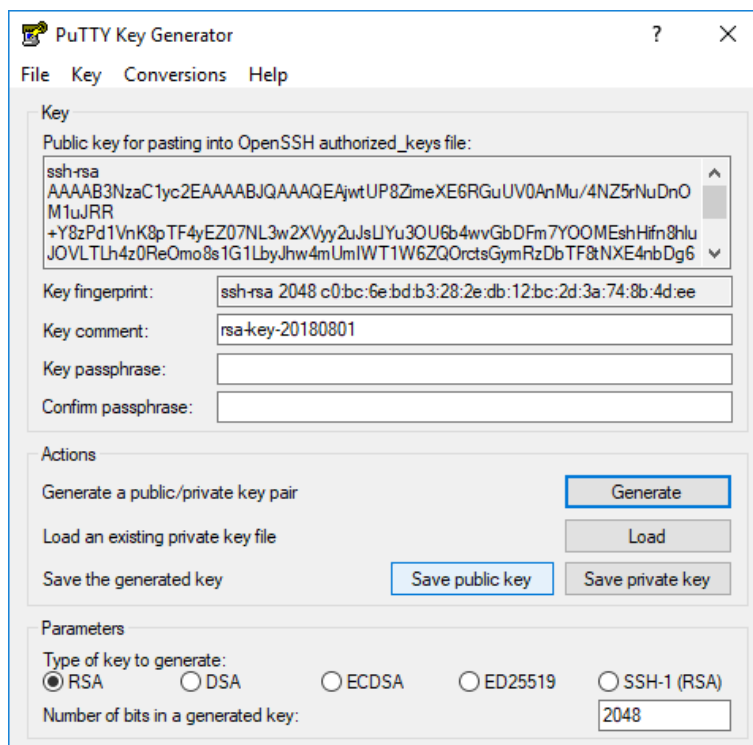 PuTTY Key Generator
?
File Key Conversions Help
Key
Public key for pasting into OpenSSH authorized_keys file:
ssh-rsa
AAAAB3NzaC1yc2EAAAABJQAAAQEAjwtUP8ZimeXE6RGuUV0AnMu/4NZ5rNuDnO
M1uJRR
+Y8zPd1VnK8pTF4yEZ07NL3w2XVyy2uJsLlYu3OU6b4wvGbDFm7YOOMEshHifn8hlu
JOVLTLh4z0ReOmo8s1G1LbyJhw4mUmIWT1W6ZQOrctsGymRzDbTF8tNXE4nbDg6
Key fingerprint: ssh-rsa 2048 c0:bc:6e:bd:b3:28:2e:db:12:bc:2d:3a:74:8b:4d:ee
Key comment: rsa-key-20180801
Key passphrase:
Confirm passphrase:
Actions
Generate a public/private key pair Generate
Load an existing private key file Load
Save the generated key Save public key Save private key
Parameters
Type of key to generate:
RSA DSA ECDSA ED25519 SSH-1 (RSA)
Number of bits in a generated key: 2048